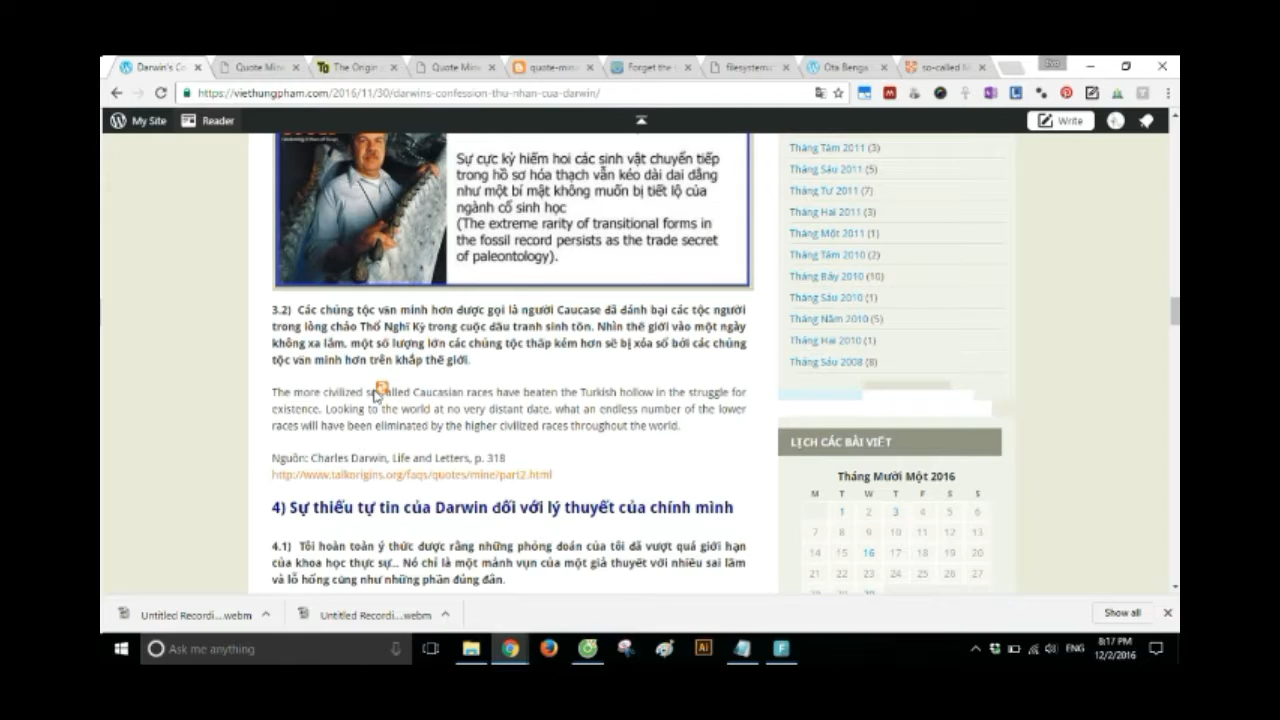 Darwin's Co
Quote Mine
The Origin
Quote Mine
quote-mine
Forget the
filesystem:
Ota Benga
so-called
https://viethungpham.com/2016/11/30/darwins-confession-thu-nhan-cua-darwin/
My Site
Reader
Write
Sự cực kỳ hiếm hoi các sinh vật chuyển tiếp
trong hồ sơ hóa thạch vẫn kéo dài dai dẳng
như một bí mật không muốn bị tiết lộ của
ngành cổ sinh học
(The extreme rarity of transitional forms in
the fossil record persists as the trade secret
of paleontology).
3.2) Các chủng tộc văn minh hơn được gọi là người Caucase đã đánh bại các tộc người
trong lòng chảo Thổ Nghĩ Kỳ trong cuộc đấu tranh sinh tồn. Nhìn thế giới vào một ngày
không xa lắm, một số lượng lớn các chủng tộc thấp kém hơn sẽ bị xóa sổ bởi các chủng
tộc văn minh hơn trên khắp thế giới.
The more civilized so-called Caucasian races have beaten the Turkish hollow in the struggle for
existence. Looking to the world at no very distant date, what an endless number of the lower
races will have been eliminated by the higher civilized races throughout the world.
Nguồn: Charles Darwin, Life and Letters, p. 318
http://www.talkorigins.org/faqs/quotes/mine/part2.html
4) Sự thiếu tự tin của Darwin đối với lý thuyết của chính mình
4.1) Tôi hoàn toàn ý thức được rằng những phỏng đoán của tôi đã vượt quá giới hạn
của khoa học thực sự... Nó chỉ là một mảnh vụn của một giả thuyết với nhiều sai lầm
và lỗ hổng cũng như những phần đúng đắn.
Tháng Tám 2011 (3)
Tháng Sáu 2011 (5)
Tháng Tư 2011 (7)
Tháng Hai 2011 (3)
Tháng Một 2011 (1)
Tháng Tám 2010 (2)
Tháng Bảy 2010 (10)
Tháng Sáu 2010 (1)
Tháng Năm 2010 (5)
Tháng Hai 2010 (1)
Tháng Sáu 2008 (8)
LỊCH CÁC BÀI VIẾT
Tháng Mười Một 2016
M T W T F S S
1 2 3 4 5 6
7 8 9 10 11 12 13
14 15 16 17 18 19 20
21 22 23 24 25 26 27
Untitled Recordi...webm
Untitled Recordi...webm
Show all
Ask me anything
ENG
8:17 PM
12/2/2016